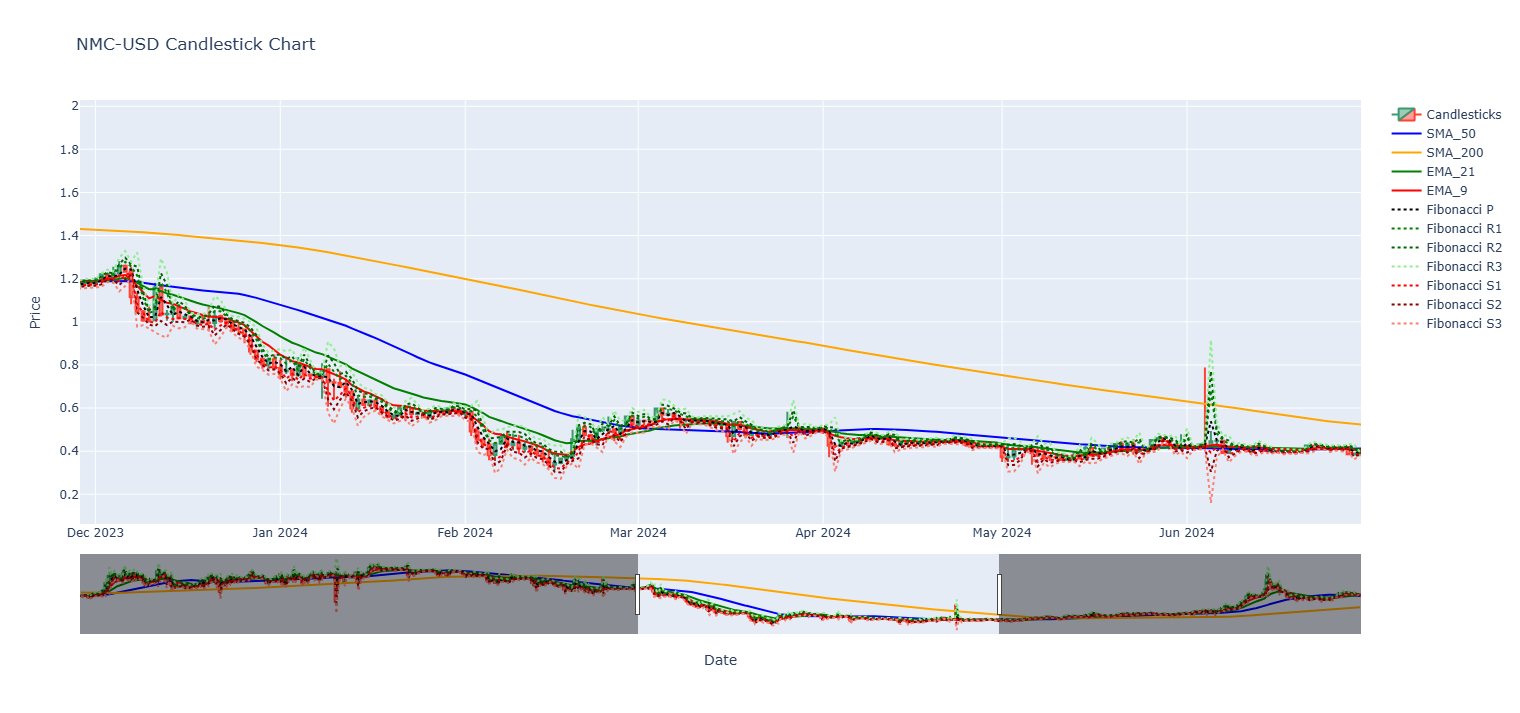 NMC-USD Candlestick Chart
Price
2
1.8
1.6
1.4
1.2
1
0.8
0.6
0.4
0.2
Dec 2023
Jan 2024
Feb 2024
Mar 2024
Apr 2024
May 2024
Jun 2024
Date
Candlesticks
SMA_50
SMA_200
EMA_21
EMA_9
Fibonacci P
Fibonacci R1
Fibonacci R2
Fibonacci R3
Fibonacci S1
Fibonacci S2
Fibonacci S3